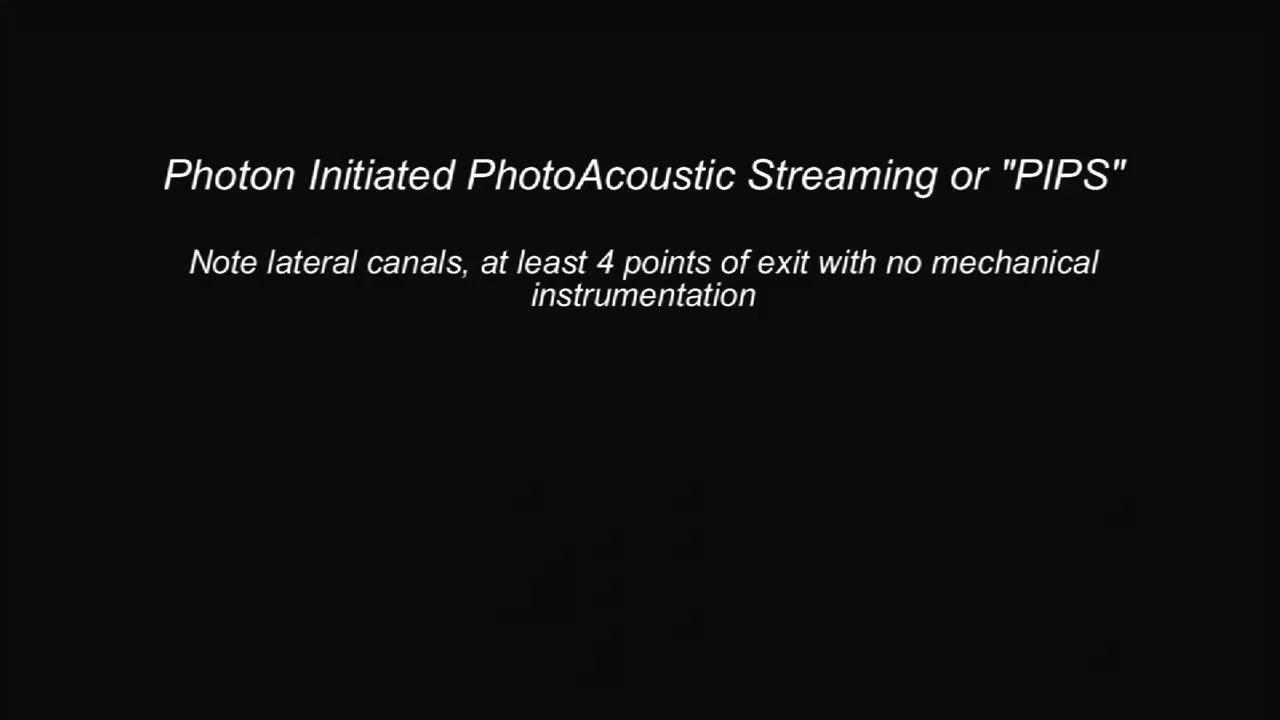 Photon Initiated PhotoAcoustic Streaming or "PIPS"
Note lateral canals, at least 4 points of exit with no mechanical
instrumentation